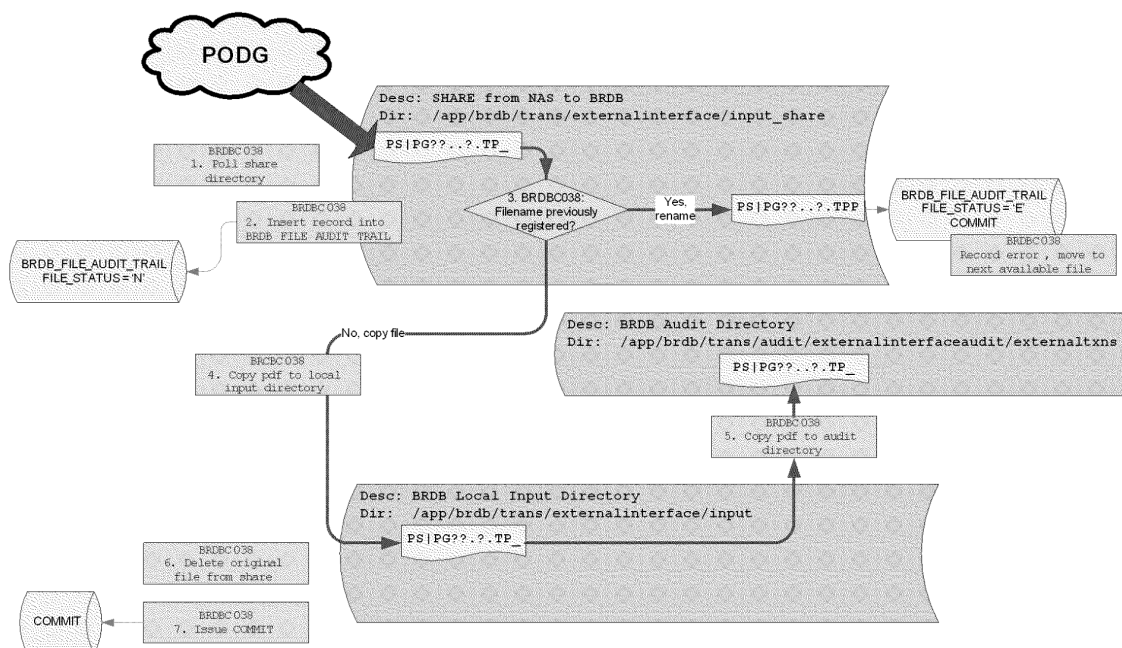 PODG
Desc: SHARE from NAS to BRDB
Dir: /app/brdb/trans/externalinterface/input_share
PS|PG??..?.TP_
BRDBC038
1. Poll share
directory
3. BRDBC038:
Filename previously
registered?
Yes,
rename
PS|PG??..?.TPP
BRDB_FILE_AUDIT_TRAIL
FILE_STATUS = 'E'
COMMIT
BRDBC038
2. Insert record into
BRDB FILE AUDIT TRAIL
BRDBC038
Record error , move to
next available file
BRDB_FILE_AUDIT_TRAIL
FILE_STATUS = 'N'
No, copy file
Desc: BRDB Audit Directory
Dir: /app/brdb/trans/audit/externalinterfaceaudit/externaltxns
PS|PG??..?.TP_
BRCBC038
4. Copy pdf to local
input directory
BRDBC038
5. Copy pdf to audit
directory
Desc: BRDB Local Input Directory
Dir: /app/brdb/trans/externalinterface/input
PS|PG??.?.TP_
BRDBC038
6. Delete original
file from share
COMMIT
BRDBC038
7. Issue COMMIT